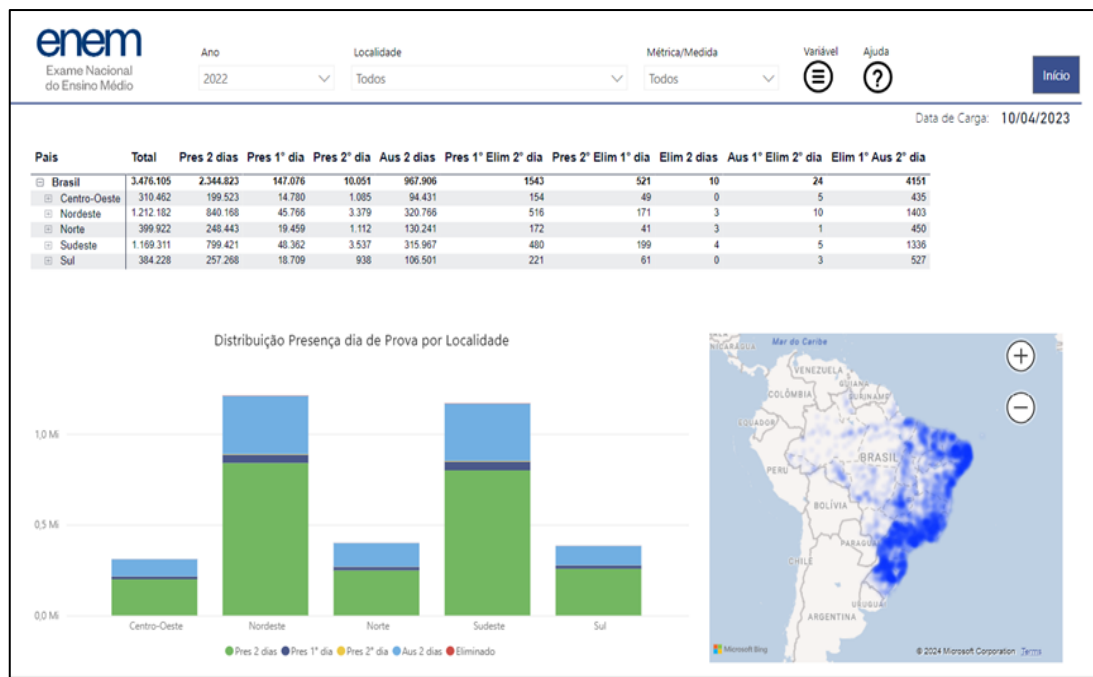 enem
Exame Nacional
do Ensino Médio
Ano
2022
Localidade
Todos
Métrica/Medida
Todos
Variável
Ajuda
?
Início
Data de Carga: 10/04/2023
Pais Total Pres 2 dias Pres 1° dia Pres 2° dia Aus 2 dias Pres 1° Elim 2° dia Pres 2° Elim 1° dia Elim 2 dias Aus 1° Elim 2° dia Elim 1° Aus 2° dia
Brasil 3.476.105 2.344.823 147.076 10.051 967.906 1543 521 10 24 4151
Centro-Oeste 310.462 199.523 14.780 1.085 94.431 154 49 0 5 435
Nordeste 1.212.182 840.168 45.766 3.379 320.766 516 171 3 10 1403
Norte 399.922 248.443 19.459 1.112 130.241 172 41 3 1 450
Sudeste 1.169.311 799.421 48.362 3.537 315.967 480 199 4 5 1336
Sul 384.228 257.268 18.709 938 106.501 221 61 0 3 527
Distribuição Presença dia de Prova por Localidade
1,0 Mi
0,5 Mi
0,0 Mi
Centro-Oeste Nordeste Norte Sudeste Sul
Pres 2 dias Pres 1° dia Pres 2° dia Aus 2 dias Eliminado
Mar do Caribe
VENEZUELA
GUIANA
COLÔMBIA
SURINAME
EQUADOR
BRASIL
PERU
BOLÍVIA
PARAGUA
CHILE
URUGUA
ARGENTINA
Microsoft Bing
© 2024 Microsoft Corporation Terms